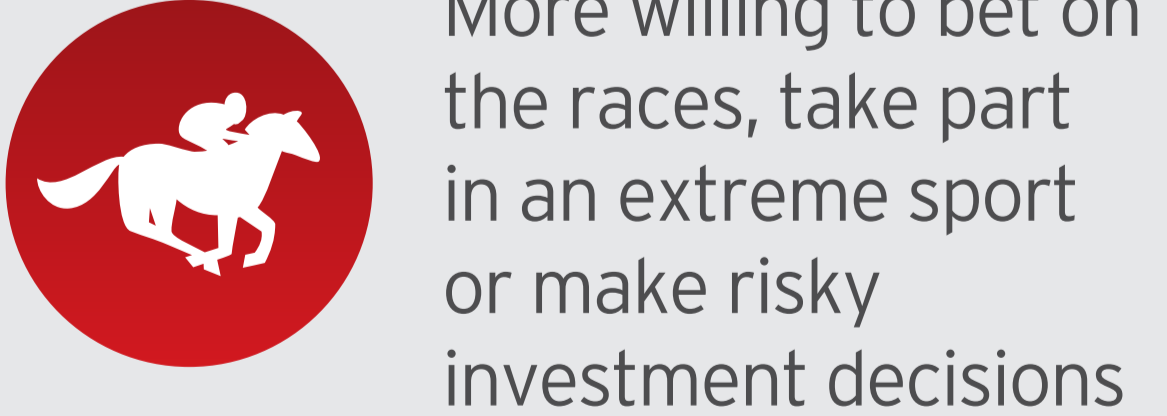 More willing to bet on
the races, take part
in an extreme sport
or make risky
investment decisions